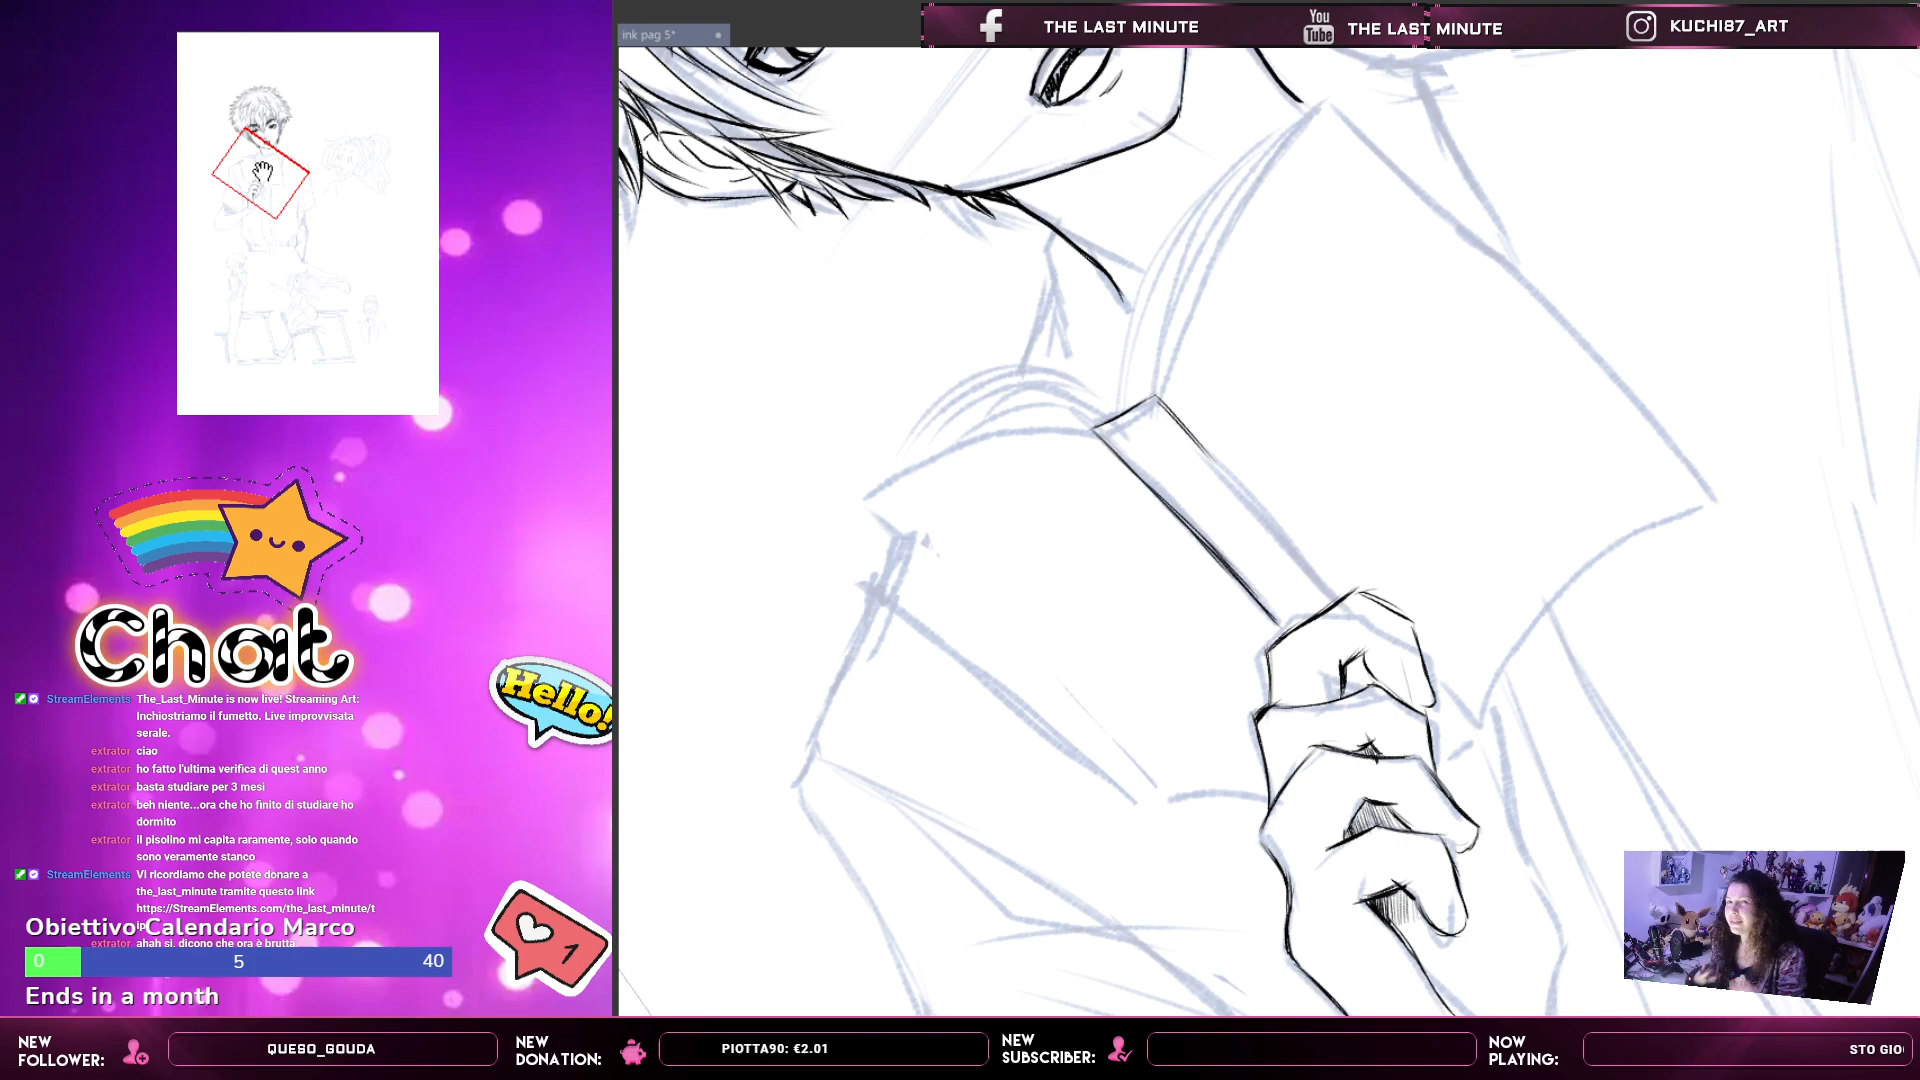 ink pag 5*
THE LAST MINUTE
You
Tube
THE LAST MINUTE
KUCHI87_ART
Chat
Hello!
StreamElements The_Last_Minute is now live! Streaming Art:
Inchiostriamo il fumetto. Live improvvisata
serale.
extrator ciao
extrator ho fatto l'ultima verifica di quest anno
extrator basta studiare per 3 mesi
extrator beh niente...ora che ho finito di studiare ho
dormito
extrator il pisolino mi capita raramente, solo quando
sono veramente stanco
StreamElements Vi ricordiamo che potete donare a
the_last_minute tramite questo link
https://StreamElements.com/the_last_minute/t
ip
Obiettivo Calendario Marco
extrator ahah si, dicono che ora è brutta
0 5 40
Ends in a month
1
NEW
FOLLOWER:
QUESO_GOUDA
NEW
DONATION:
PIOTTA90: €2.01
NEW
SUBSCRIBER:
NOW
PLAYING:
STO GIO